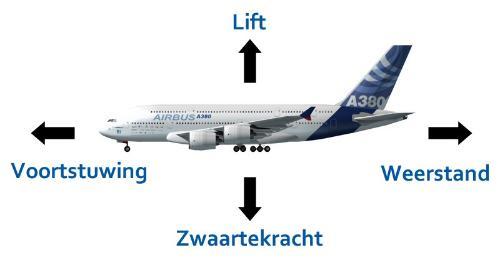 Lift
A380
AIRBUS A380
Voortstuwing
Weerstand
Zwaartekracht